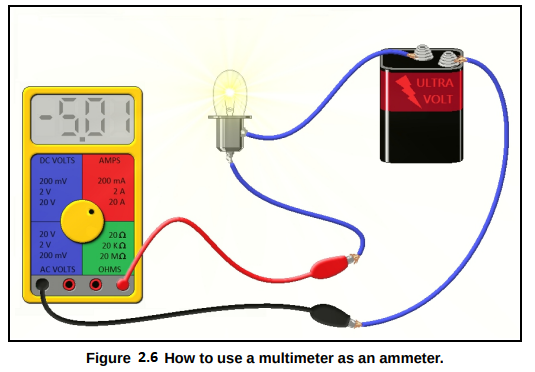 -5.01
DC VOLTS AMPS
200 mV 200 mA
2 V 2 A
20 V 20 A
20 V 20 Ω
2 V 20 KΩ
200 mV 20 MΩ
AC VOLTS OHMS
ULTRA
VOLT
Figure 2.6 How to use a multimeter as an ammeter.